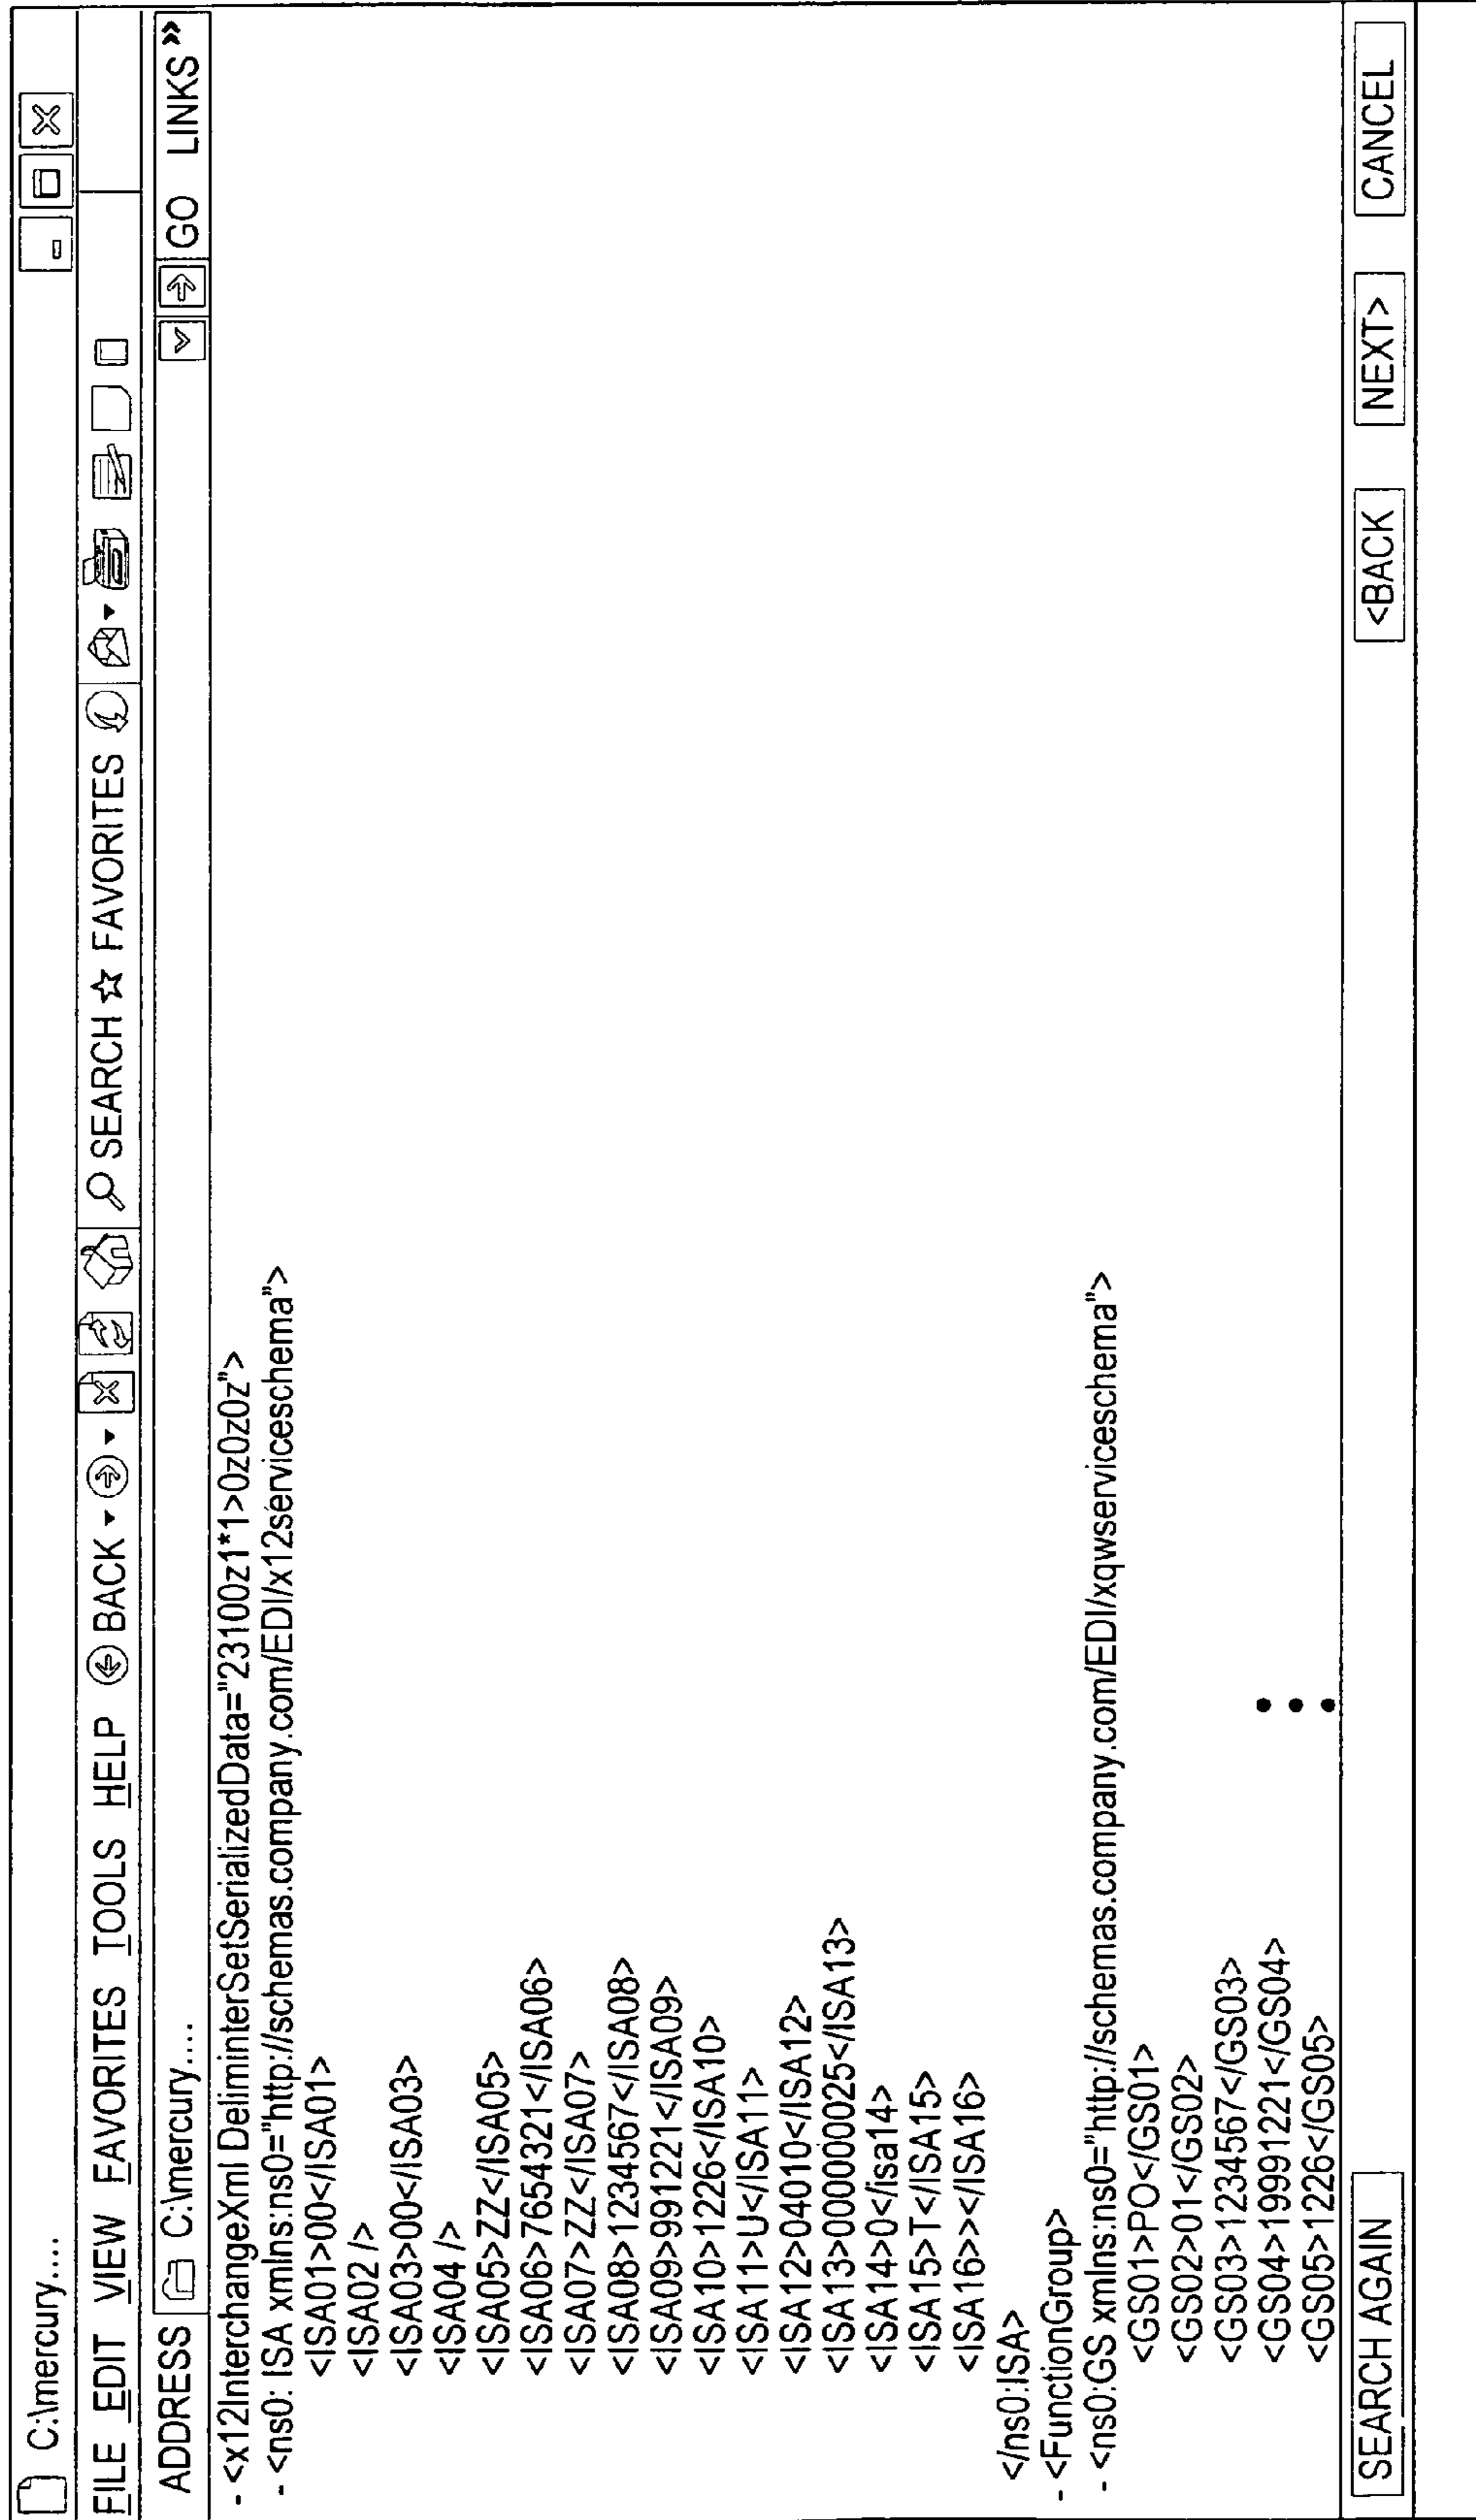 C:\mercury....
FILE EDIT VIEW FAVORITES TOOLS HELP BACK SEARCH FAVORITES
ADDRESS C:\mercury.... GO LINKS »
- <x12InterchangeXml DeliminterSetSerializedData="23100z1*1>0z0z0z">
- <ns0: ISA xmlns:ns0="http://schemas.company.com/EDI/x12serviceschema">
<ISA01>00</ISA01>
<ISA02 />
<ISA03>00</ISA03>
<ISA04 />
<ISA05>ZZ</ISA05>
<ISA06>7654321</ISA06>
<ISA07>ZZ</ISA07>
<ISA08>1234567</ISA08>
<ISA09>991221</ISA09>
<ISA10>1226</ISA10>
<ISA11>U</ISA11>
<ISA12>04010</ISA12>
<ISA13>000000025</ISA13>
<ISA14>0</isa14>
<ISA15>T</ISA15>
<ISA16>></ISA16>
</ns0:ISA>
- <FunctionGroup>
- <ns0:GS xmlns:ns0="http://schemas.company.com/EDI/xqwserviceschema">
<GS01>PO</GS01>
<GS02>01</GS02>
<GS03>1234567</GS03>
<GS04>19991221</GS04>
<GS05>1226</GS05>
SEARCH AGAIN <BACK NEXT> CANCEL